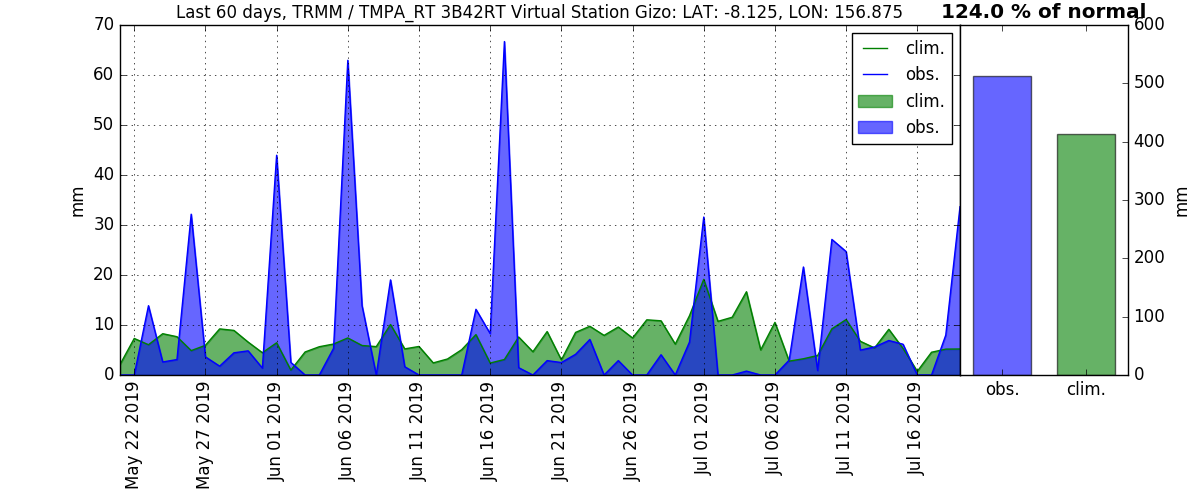 Last 60 days, TRMM / TMPA_RT 3B42RT Virtual Station Gizo: LAT: -8.125, LON: 156.875
124.0 % of normal
70
60
50
40
30
20
10
0
mm
clim.
obs.
clim.
obs.
600
500
400
300
200
100
0
mm
obs.
clim.
May 22 2019
May 27 2019
Jun 01 2019
Jun 06 2019
Jun 11 2019
Jun 16 2019
Jun 21 2019
Jun 26 2019
Jul 01 2019
Jul 06 2019
Jul 11 2019
Jul 16 2019